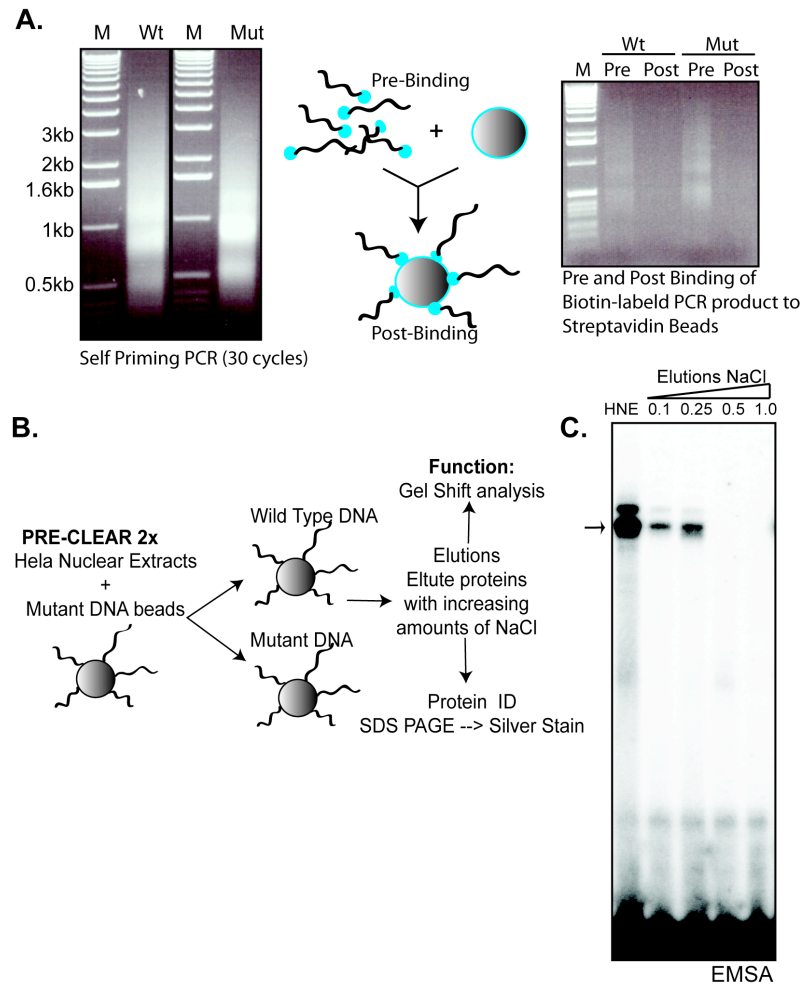 A.
M Wt M Mut
3kb
2kb
1.6kb
1kb
0.5kb
Self Priming PCR (30 cycles)
Pre-Binding
+
Post-Binding
Wt Mut
M Pre Post Pre Post
Pre and Post Binding of
Biotin-labeld PCR product to
Streptavidin Beads
B.
PRE-CLEAR 2x
Hela Nuclear Extracts
+
Mutant DNA beads
Wild Type DNA
Mutant DNA
Function:
Gel Shift analysis
Elutions
Eltute proteins
with increasing
amounts of NaCl
Protein ID
SDS PAGE --> Silver Stain
C.
Elutions NaCl
HNE 0.1 0.25 0.5 1.0
EMSA